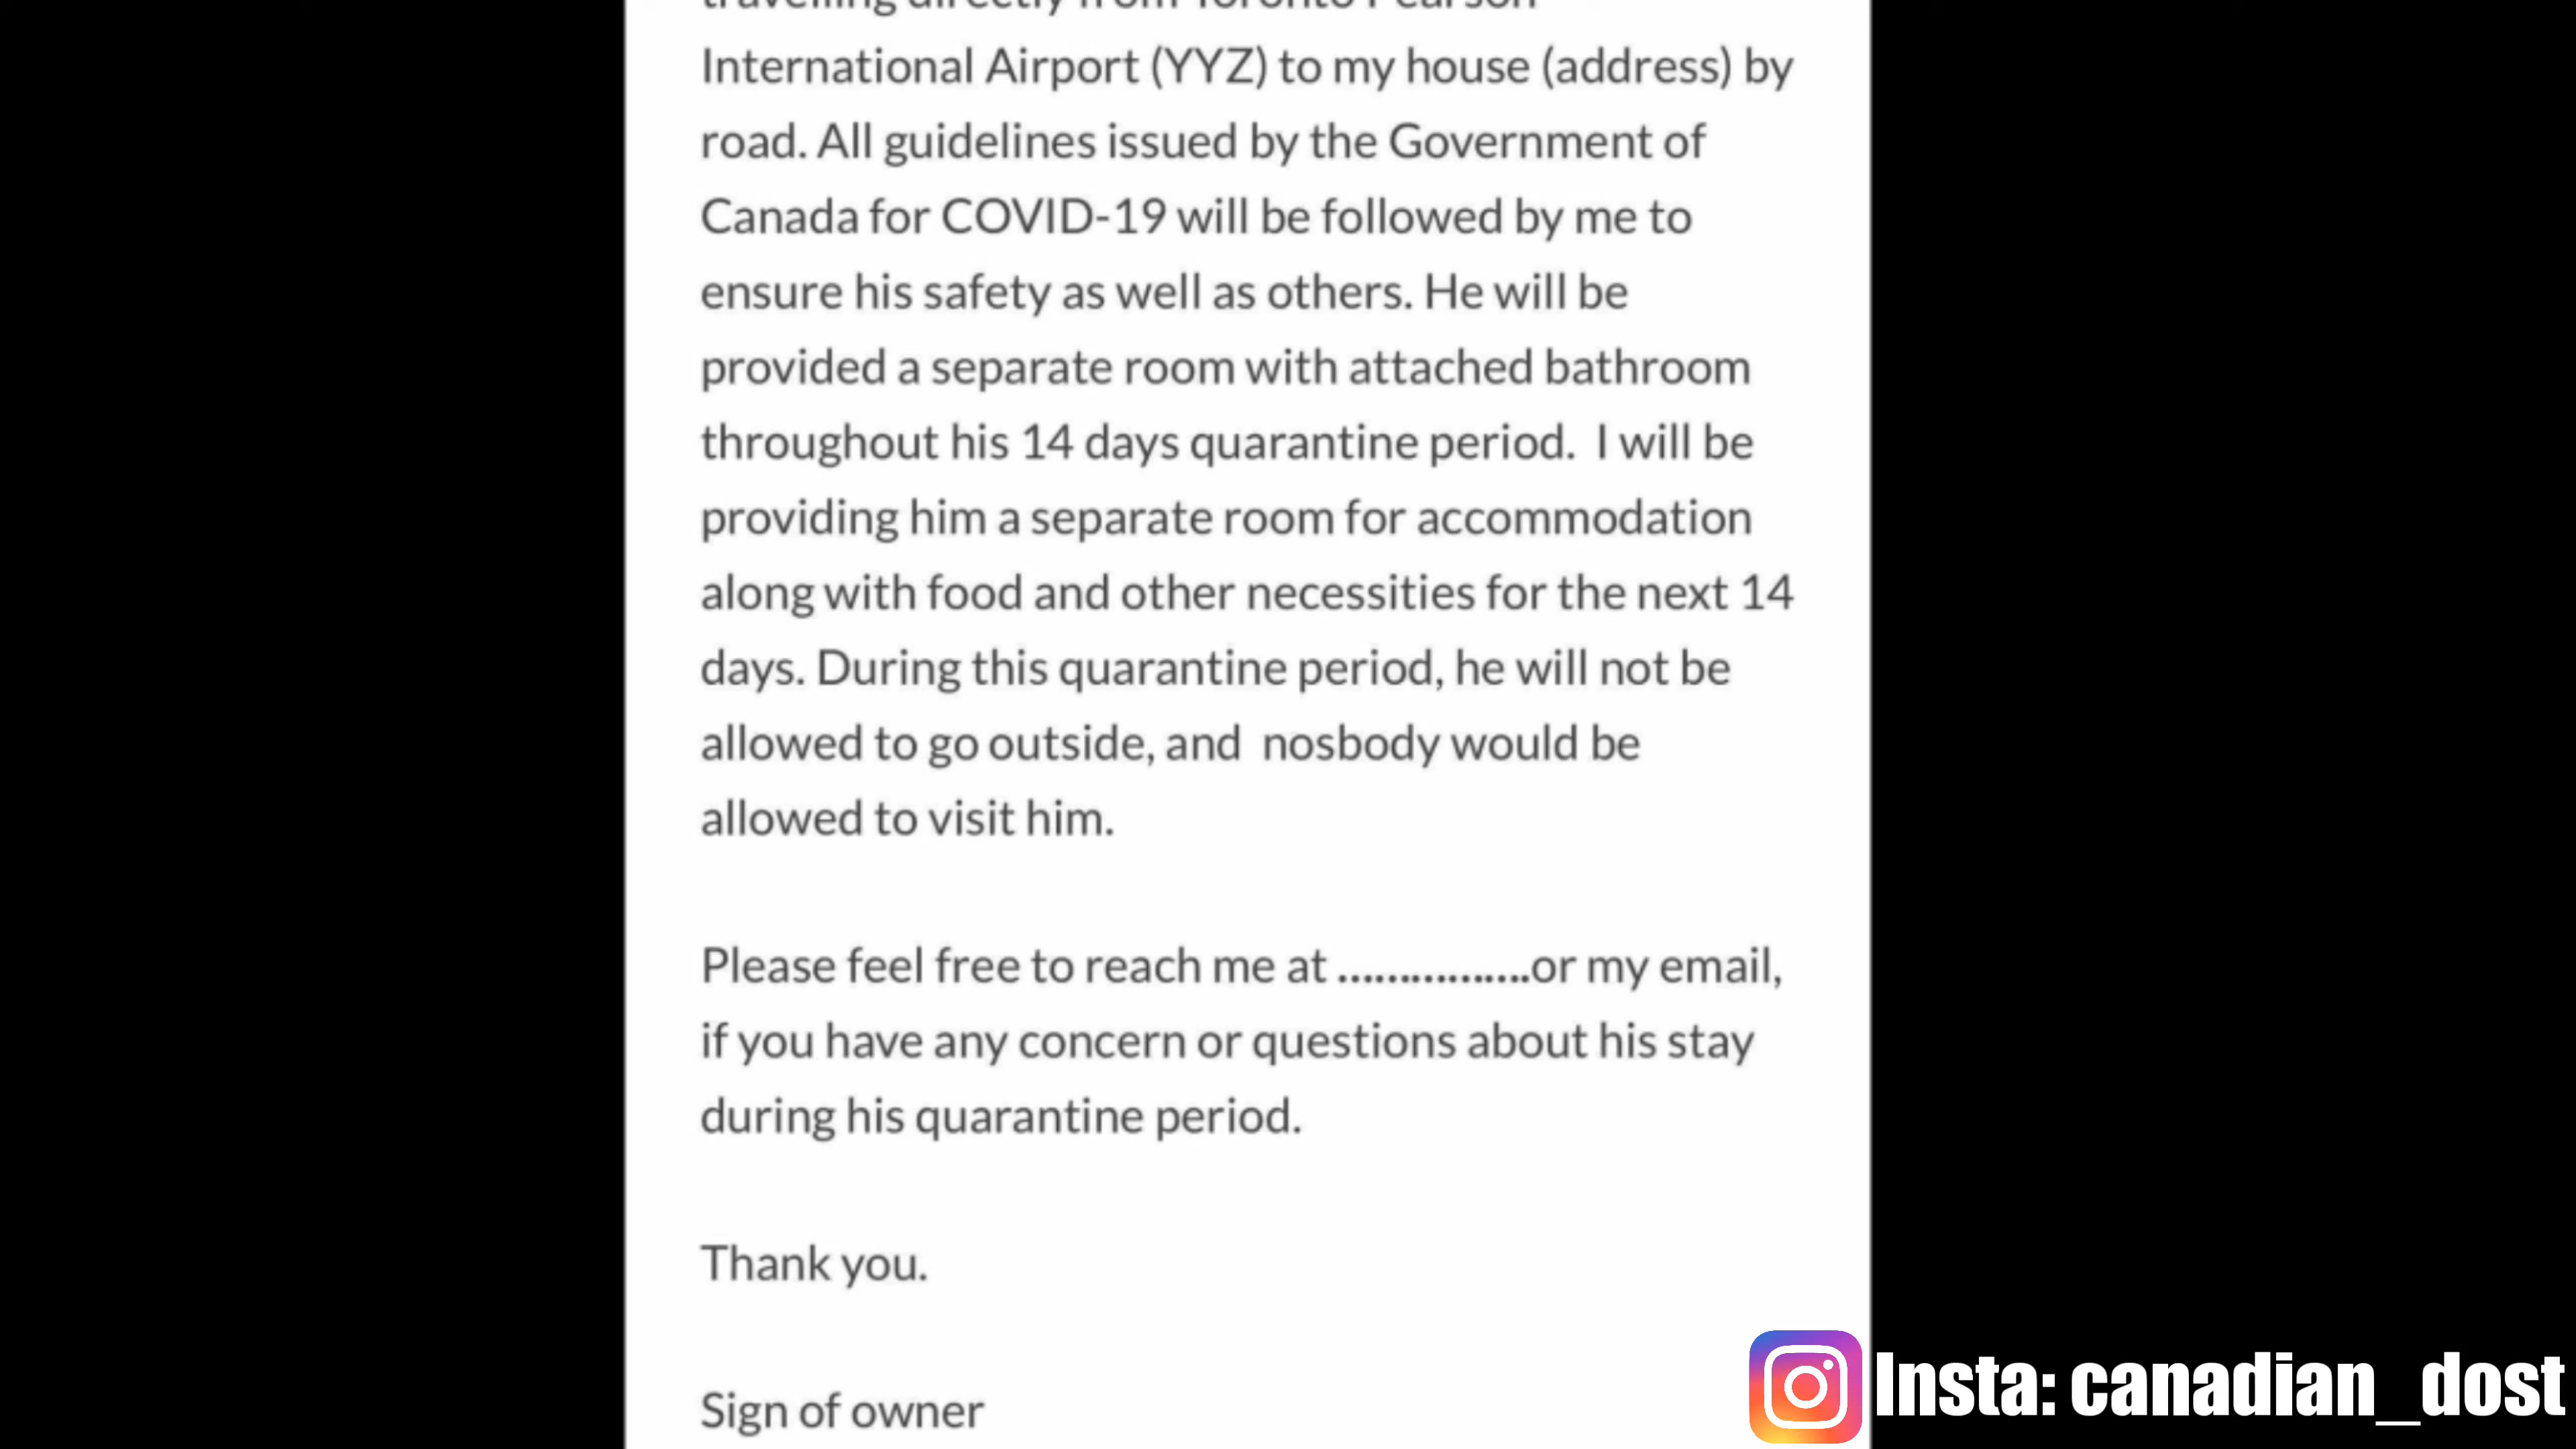 travelling directly from Toronto Pearson
International Airport (YYZ) to my house (address) by
road. All guidelines issued by the Government of
Canada for COVID-19 will be followed by me to
ensure his safety as well as others. He will be
provided a separate room with attached bathroom
throughout his 14 days quarantine period.  I will be
providing him a separate room for accommodation
along with food and other necessities for the next 14
days. During this quarantine period, he will not be
allowed to go outside, and  nosbody would be
allowed to visit him.
Please feel free to reach me at ................or my email,
if you have any concern or questions about his stay
during his quarantine period.
Thank you.
Sign of owner
Insta: canadian_dost